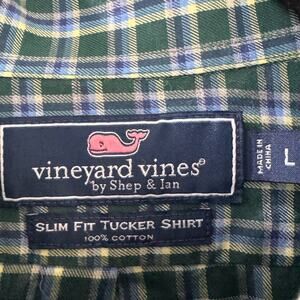 vineyard vines®
by Shep & Ian
SLIM FIT TUCKER SHIRT
100% COTTON
MADE IN
CHINA
L